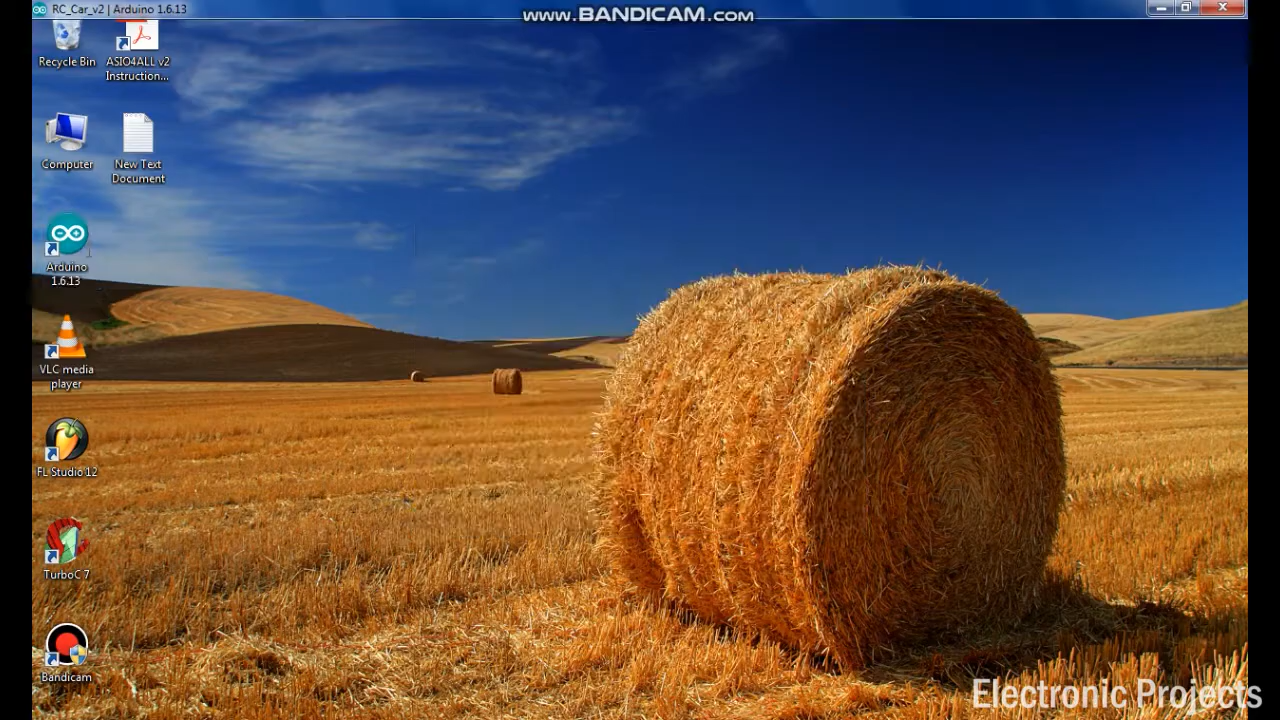 RC_Car_v2 | Arduino 1.6.13
www.BANDICAM.com
Recycle Bin
ASIO4ALL v2
Instruction...
Computer
New Text
Document
Arduino
1.6.13
VLC media
player
FL Studio 12
TurboC 7
Bandicam
Electronic Projects